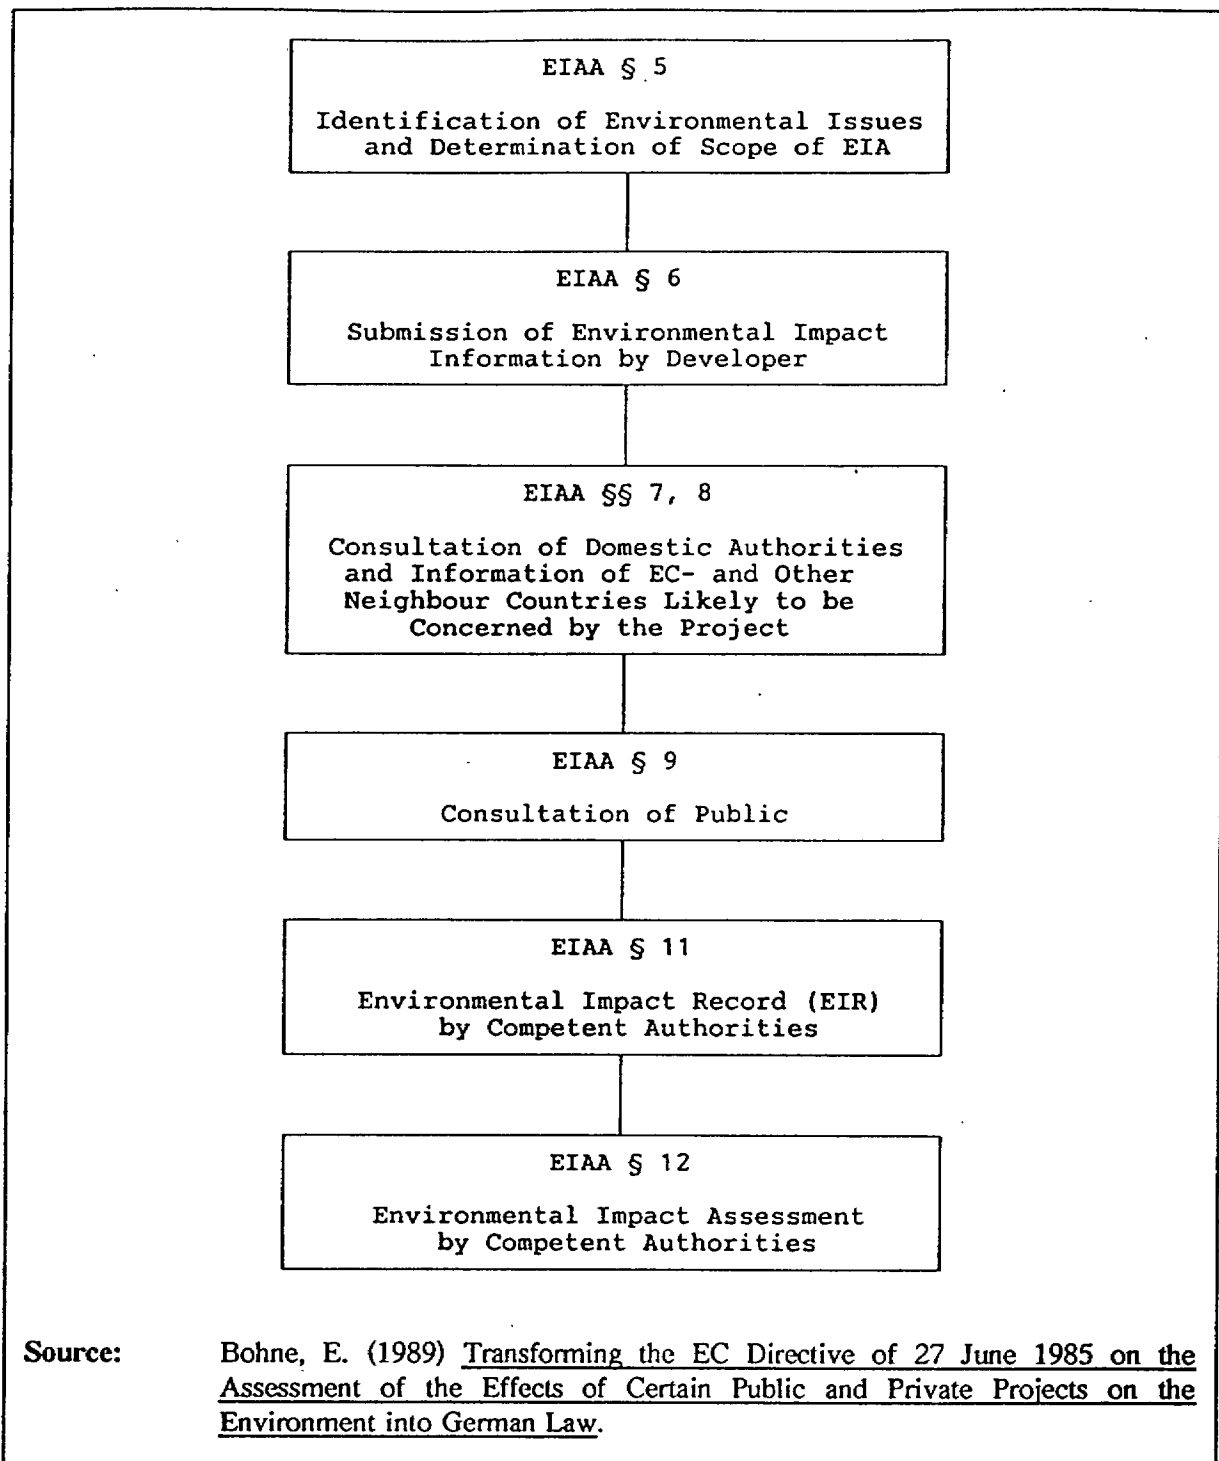 EIAA § 5
Identification of Environmental Issues
and Determination of Scope of EIA
EIAA § 6
Submission of Environmental Impact
Information by Developer
EIAA §§ 7, 8
Consultation of Domestic Authorities
and Information of EC- and Other
Neighbour Countries Likely to be
Concerned by the Project
EIAA § 9
Consultation of Public
EIAA § 11
Environmental Impact Record (EIR)
by Competent Authorities
EIAA § 12
Environmental Impact Assessment
by Competent Authorities
Source: Bohne, E. (1989) Transforming the EC Directive of 27 June 1985 on the
Assessment of the Effects of Certain Public and Private Projects on the
Environment into German Law.